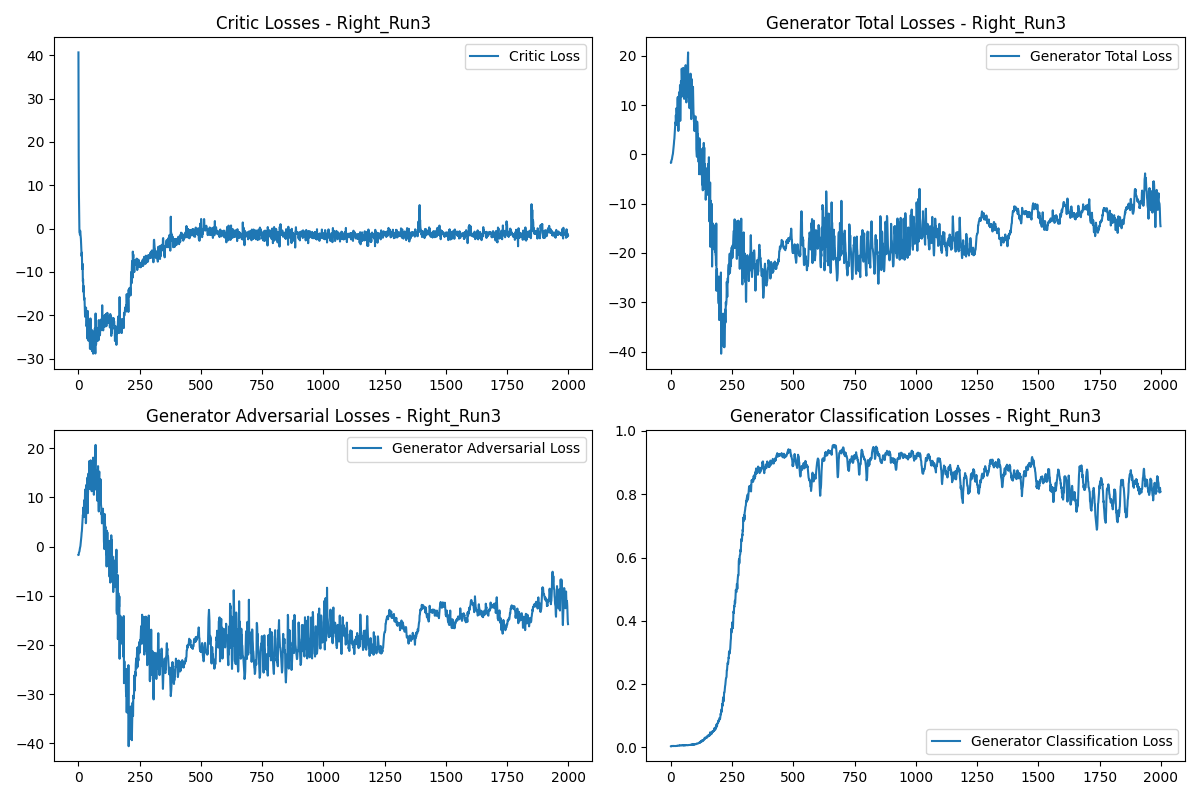 Critic Losses - Right_Run3
Critic Loss
40
30
20
10
0
−10
−20
−30
0 250 500 750 1000 1250 1500 1750 2000
Generator Total Losses - Right_Run3
Generator Total Loss
20
10
0
−10
−20
−30
−40
0 250 500 750 1000 1250 1500 1750 2000
Generator Adversarial Losses - Right_Run3
Generator Adversarial Loss
20
10
0
−10
−20
−30
−40
0 250 500 750 1000 1250 1500 1750 2000
Generator Classification Losses - Right_Run3
1.0
0.8
0.6
0.4
0.2
0.0
Generator Classification Loss
0 250 500 750 1000 1250 1500 1750 2000